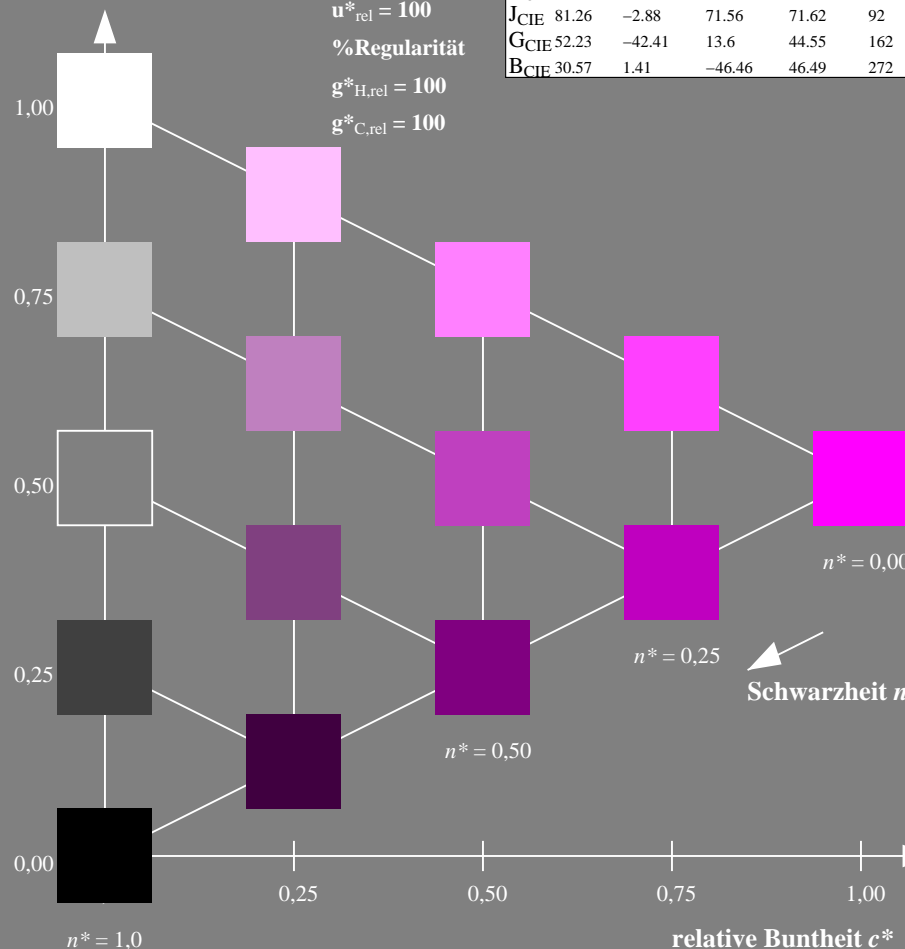 u*rel = 100
%Regularität
g*H,rel = 100
g*C,rel = 100
JCIE 81.26 −2.88 71.56 71.62 92
GCIE 52.23 −42.41 13.6 44.55 162
BCIE 30.57 1.41 −46.46 46.49 272
1,00
0,75
0,50
0,25
0,00
n* = 0,00
n* = 0,25
Schwarzheit n
n* = 0,50
0,25 0,50 0,75 1,00
n* = 1,0
relative Buntheit c*